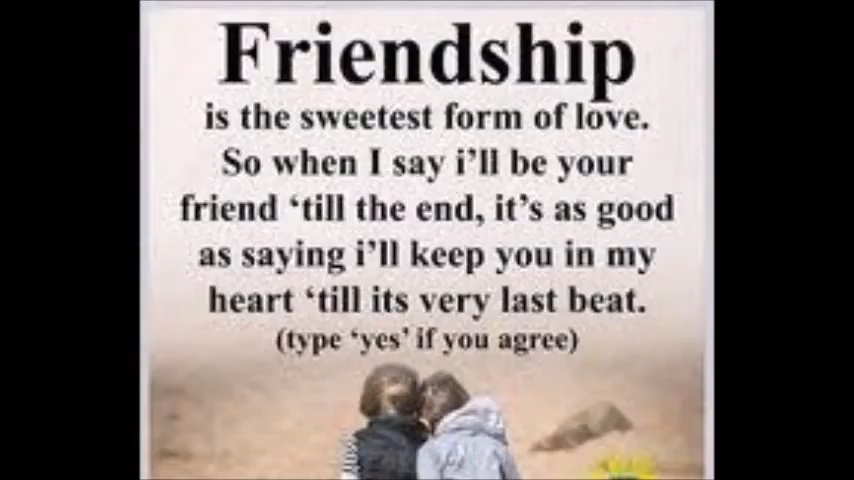 Friendship
is the sweetest form of love.
So when I say i'll be your
friend ‘till the end, it's as good
as saying i'll keep you in my
heart ‘till its very last beat.
(type ‘yes’ if you agree)